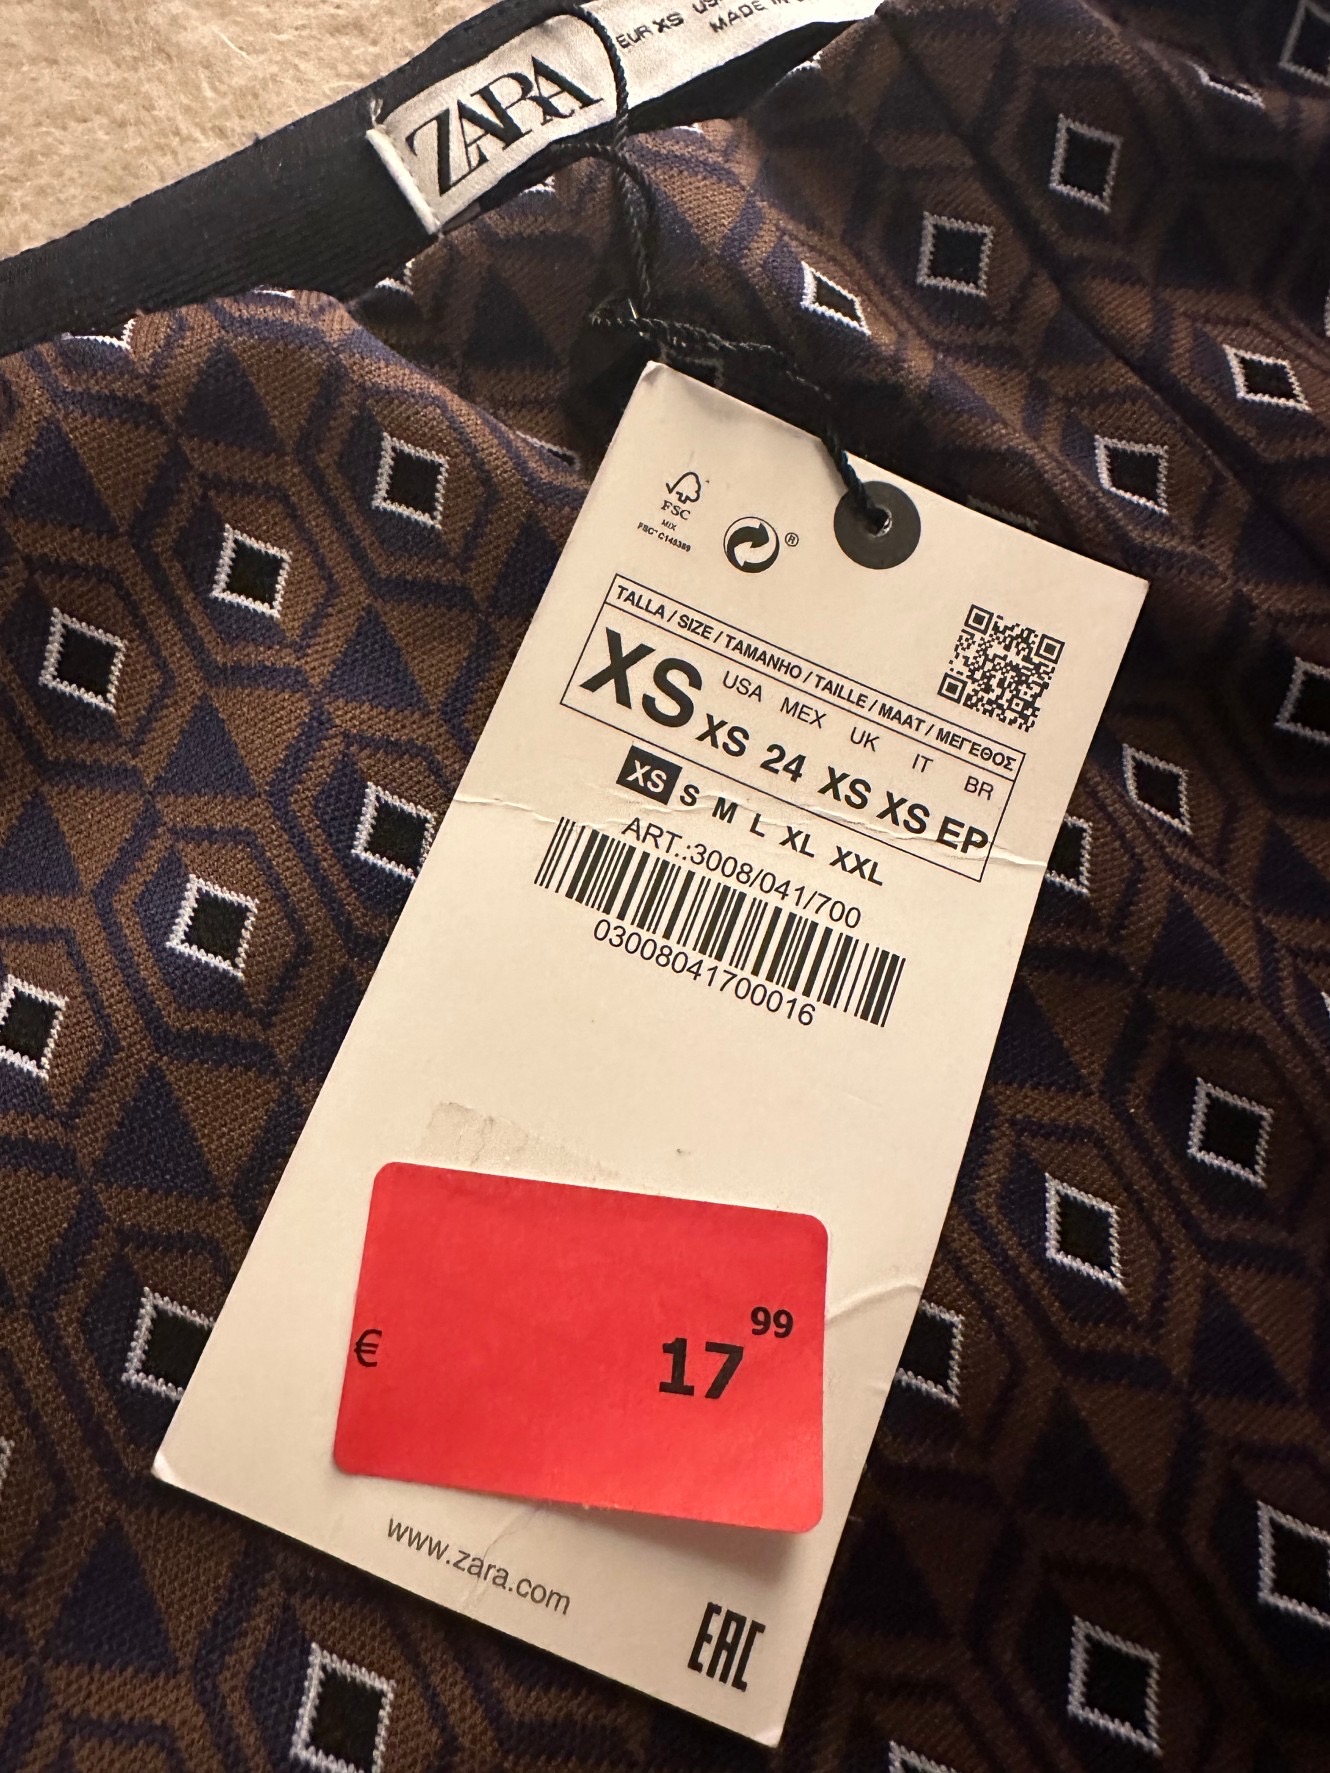 ZARA
EUR XS
MADE IN
FSC
MIX
FSC® C145389
®
TALLA / SIZE / TAMANHO / TAILLE / MAAT / ΜΕΓΕΘΟΣ
XS
USA MEX UK IT BR
XS 24 XS XS EP
XS S M L XL XXL
ART.:3008/041/700
03008041700016
€ 17 99
www.zara.com
EAC